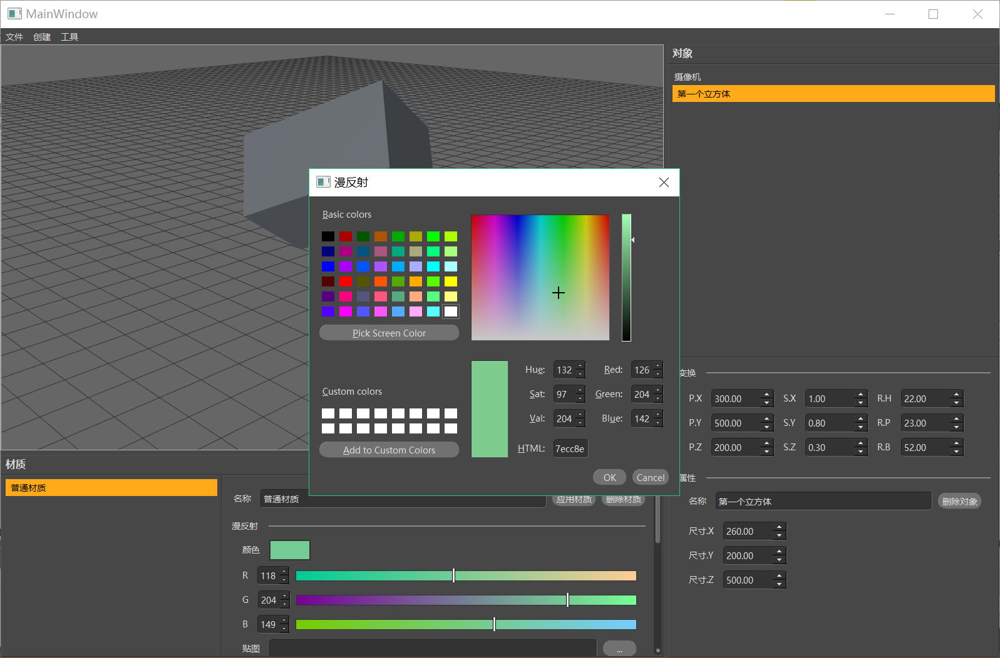 MainWindow
文件 创建 工具
对象
摄像机
第一个立方体
漫反射
Basic colors
Pick Screen Color
Custom colors
Add to Custom Colors
Hue: 132 Red: 126
Sat: 97 Green: 204
Val: 204 Blue: 142
HTML: 7ecc8e
OK Cancel
变换
P.X 300.00 S.X 1.00 R.H 22.00
P.Y 500.00 S.Y 0.80 R.P 23.00
P.Z 200.00 S.Z 0.30 R.B 52.00
属性
名称 第一个立方体 删除对象
尺寸.X 260.00
尺寸.Y 200.00
尺寸.Z 500.00
材质
普通材质
名称 普通材质 应用材质 删除材质
漫反射
颜色
R 118
G 204
B 149
贴图 ...